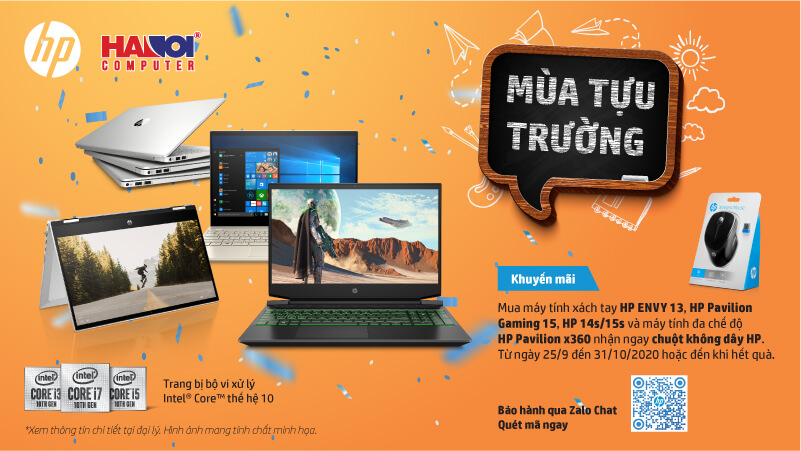 hp
HANOI
COMPUTER
MÙA TỰU
TRƯỜNG
Khuyến mãi
Mua máy tính xách tay HP ENVY 13, HP Pavilion
Gaming 15, HP 14s/15s và máy tính đa chế độ
HP Pavilion x360 nhận ngay chuột không dây HP.
Từ ngày 25/9 đến 31/10/2020 hoặc đến khi hết quà.
intel
CORE i3
10TH GEN
intel
CORE i7
10TH GEN
intel
CORE i5
10TH GEN
Trang bị bộ vi xử lý
Intel® Core™ thế hệ 10
Bảo hành qua Zalo Chat
Quét mã ngay
*Xem thông tin chi tiết tại đại lý. Hình ảnh mang tính chất minh họa.